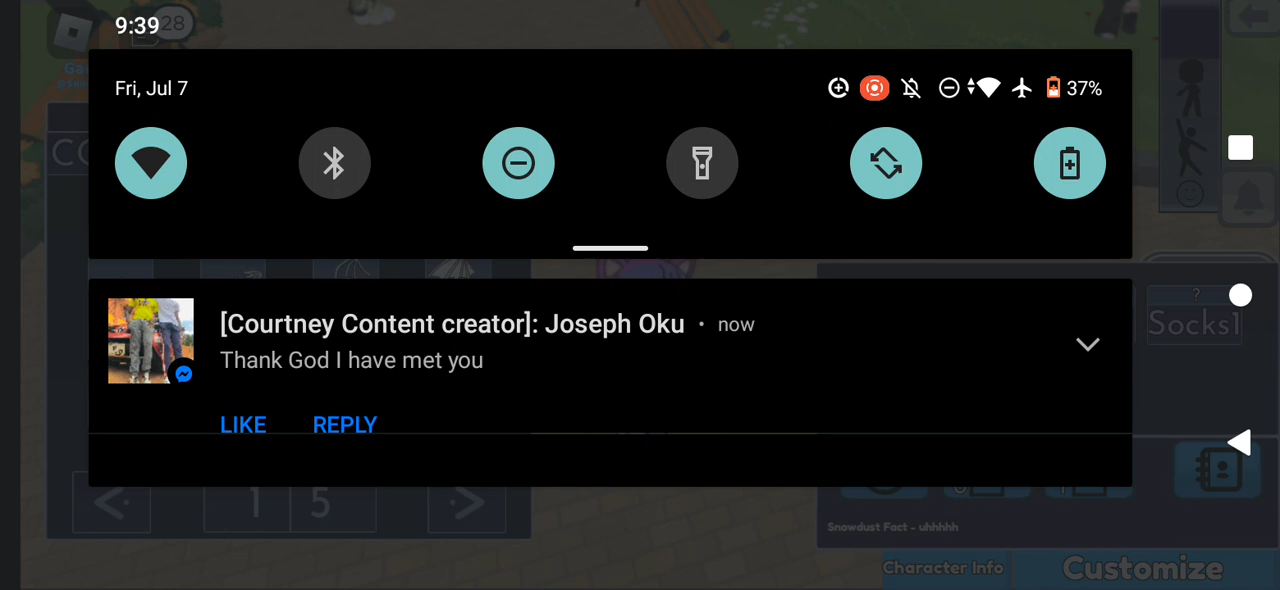 9:39
28
Fri, Jul 7
37%
[Courtney Content creator]: Joseph Oku • now
Thank God I have met you
LIKE REPLY
?
Socks1
< 1 5 >
Snowdust Fact - uhhhhh
Character Info
Customize